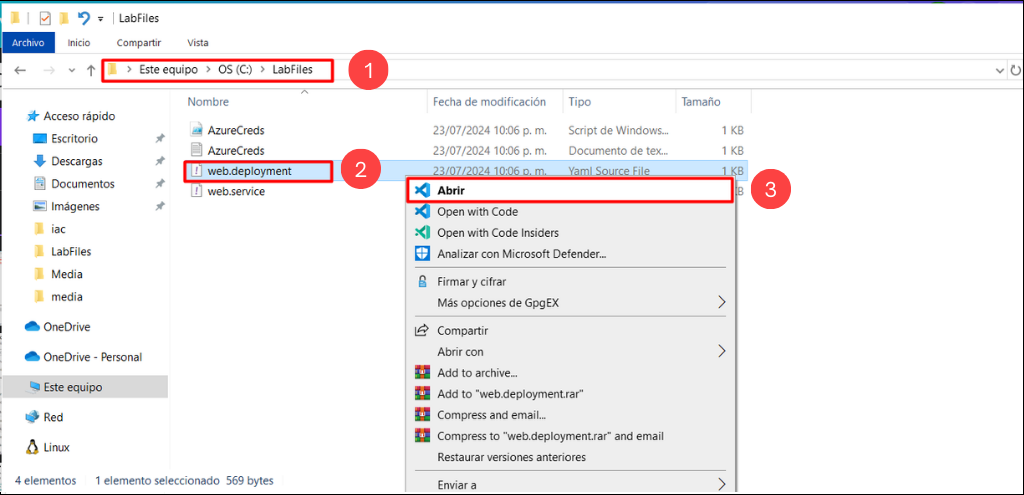 LabFiles
Archivo Inicio Compartir Vista
Este equipo > OS (C:) > LabFiles
1
Nombre Fecha de modificación Tipo Tamaño
Acceso rápido
Escritorio
Descargas
Documentos
Imágenes
iac
LabFiles
Media
media
OneDrive
OneDrive - Personal
Este equipo
Red
Linux
AzureCreds 23/07/2024 10:06 p. m. Script de Windows... 1 KB
AzureCreds 23/07/2024 10:06 p. m. Documento de tex... 1 KB
web.deployment 23/07/2024 10:06 p. m. Yaml Source File 1 KB
2
web.service KB
Abrir
3
Open with Code
Open with Code Insiders
Analizar con Microsoft Defender...
Firmar y cifrar
Más opciones de GpgEX
Compartir
Abrir con
Add to archive...
Add to "web.deployment.rar"
Compress and email...
Compress to "web.deployment.rar" and email
Restaurar versiones anteriores
Enviar a
4 elementos 1 elemento seleccionado 569 bytes